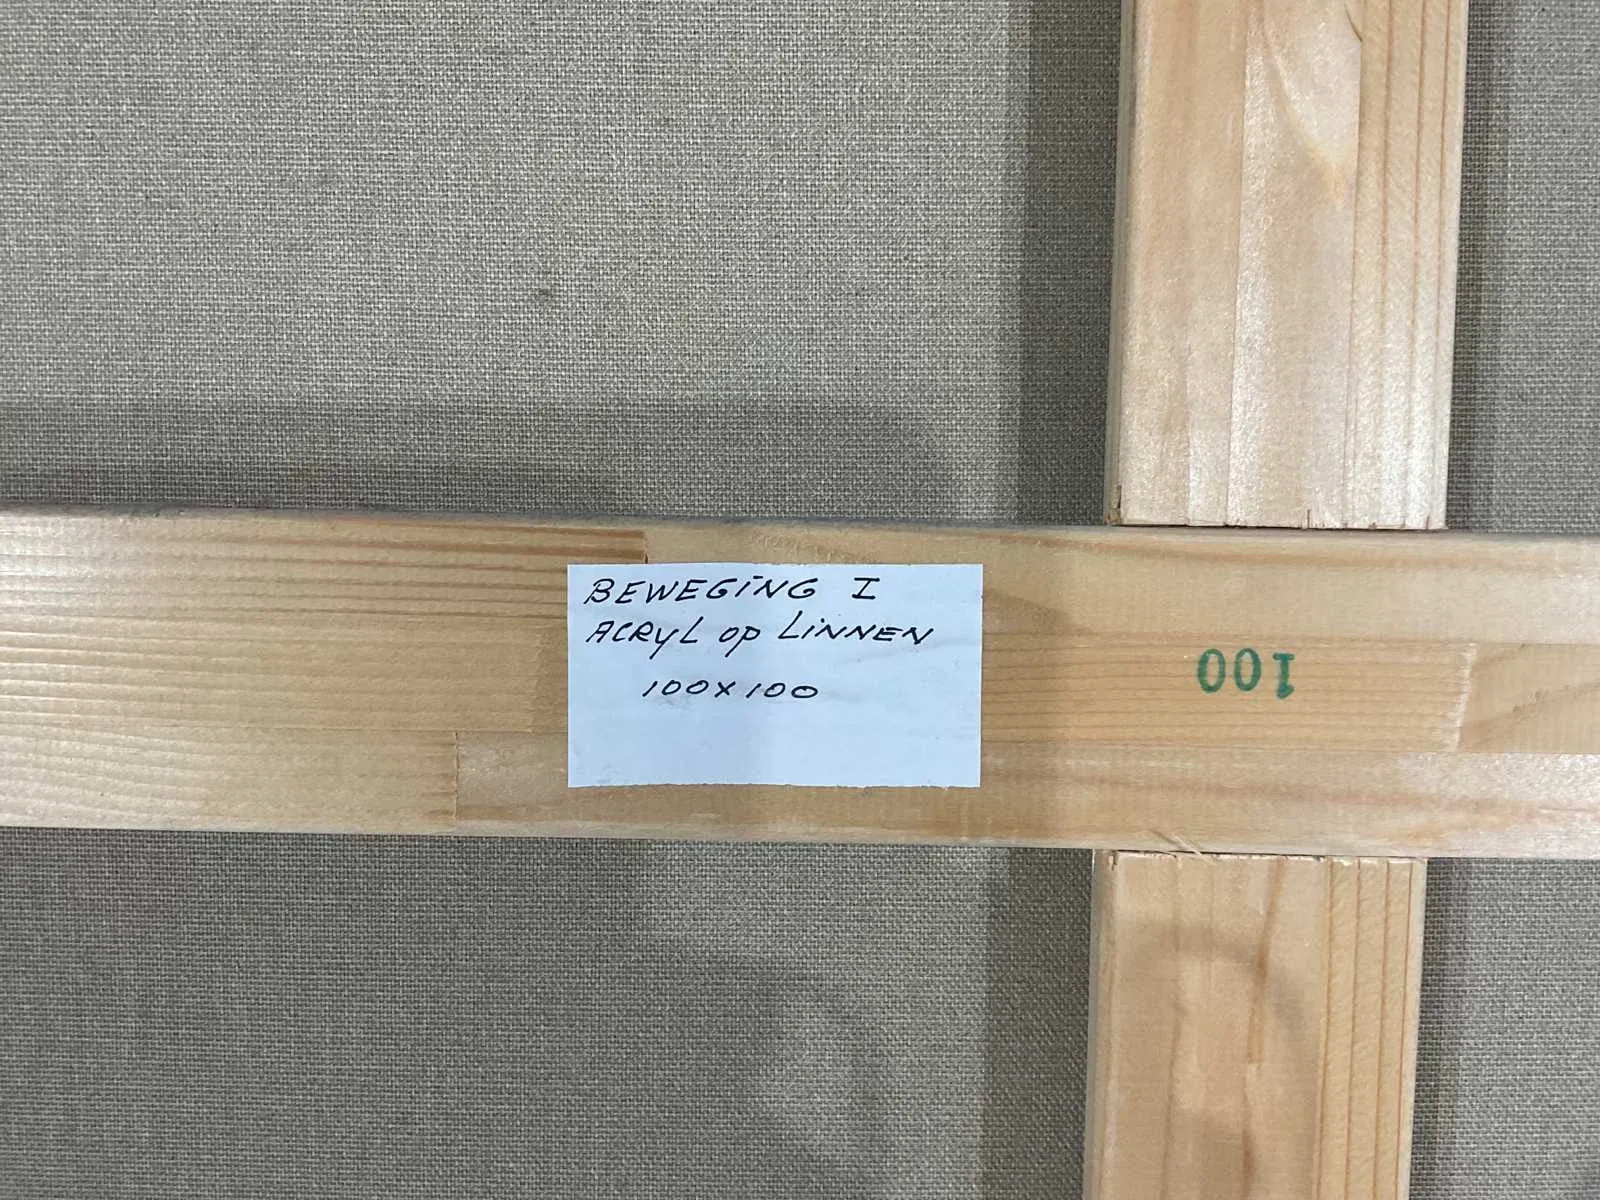 BEWEGING I
ACRYL op LINNEN
100x100
100